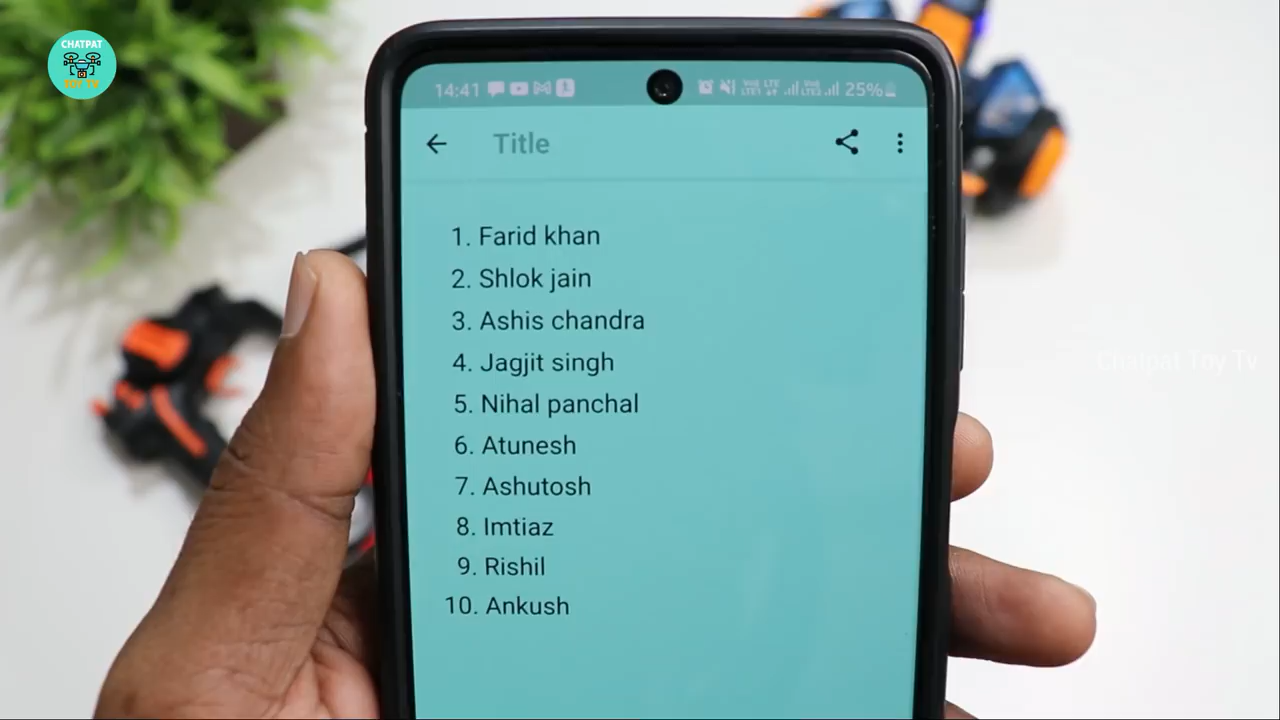 CHATPAT
TOY TV
14:41
25%
Title
1. Farid khan
2. Shlok jain
3. Ashis chandra
4. Jagjit singh
5. Nihal panchal
6. Atunesh
7. Ashutosh
8. Imtiaz
9. Rishil
10. Ankush
Chatpat Toy Tv